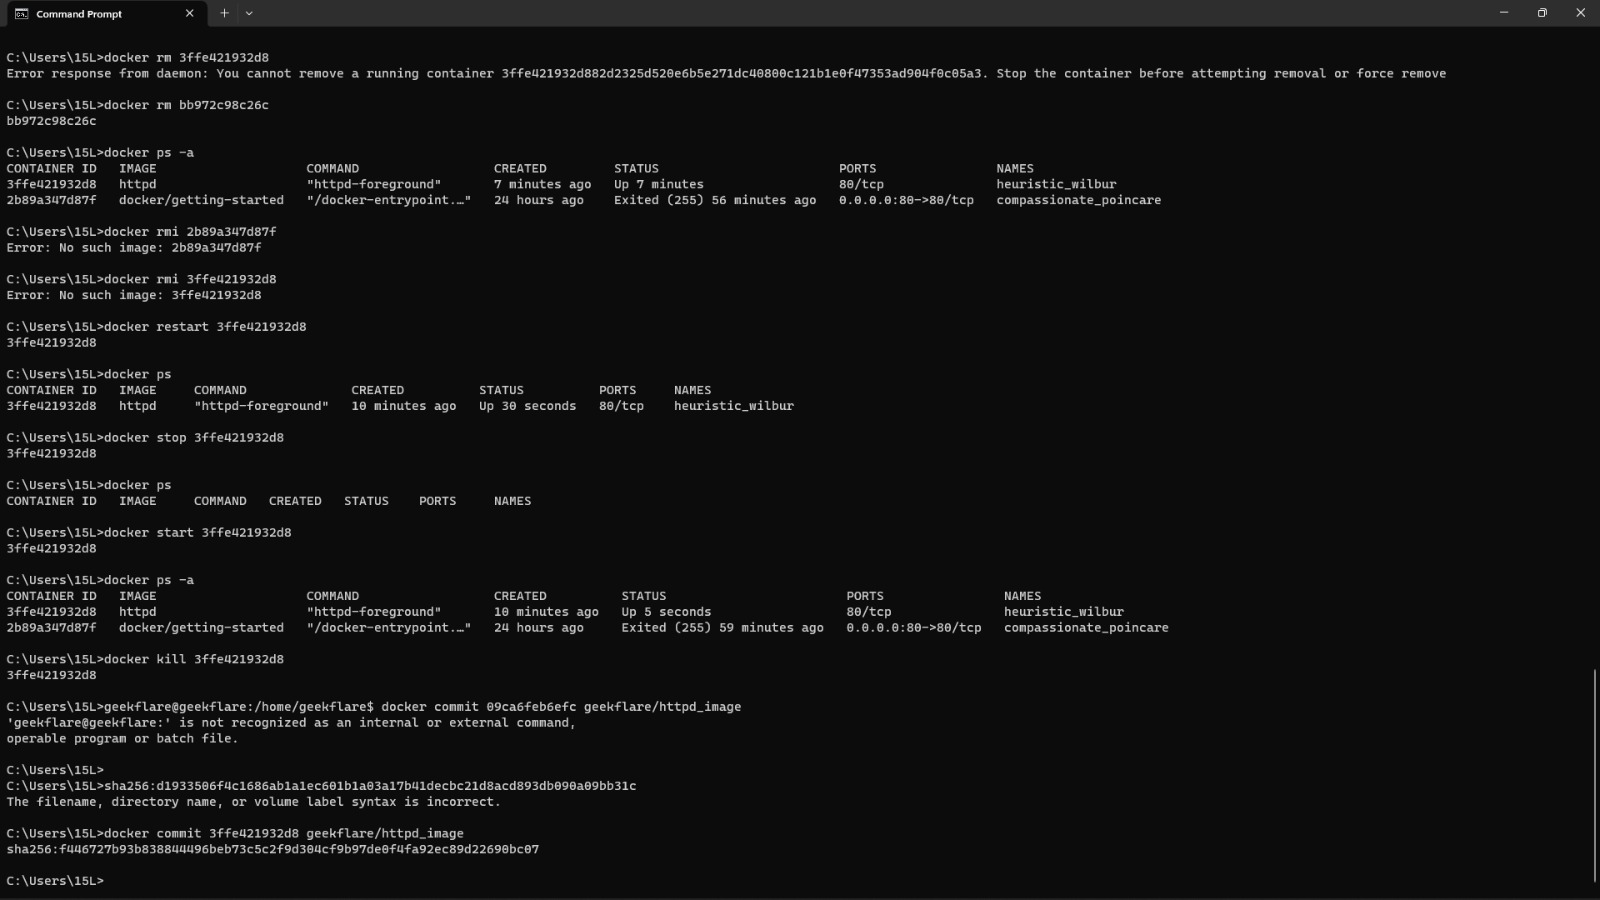 Command Prompt
C:\Users\15L>docker rm 3ffe421932d8
Error response from daemon: You cannot remove a running container 3ffe421932d882d2325d520e6b5e271dc40800c121b1e0f47353ad904f0c05a3. Stop the container before attempting removal or force remove
C:\Users\15L>docker rm bb972c98c26c
bb972c98c26c
C:\Users\15L>docker ps -a
CONTAINER ID   IMAGE                    COMMAND                  CREATED         STATUS                        PORTS                NAMES
3ffe421932d8   httpd                    "httpd-foreground"       7 minutes ago   Up 7 minutes                  80/tcp               heuristic_wilbur
2b89a347d87f   docker/getting-started   "/docker-entrypoint.…"   24 hours ago    Exited (255) 56 minutes ago   0.0.0.0:80->80/tcp   compassionate_poincare
C:\Users\15L>docker rmi 2b89a347d87f
Error: No such image: 2b89a347d87f
C:\Users\15L>docker rmi 3ffe421932d8
Error: No such image: 3ffe421932d8
C:\Users\15L>docker restart 3ffe421932d8
3ffe421932d8
C:\Users\15L>docker ps
CONTAINER ID   IMAGE     COMMAND              CREATED          STATUS          PORTS     NAMES
3ffe421932d8   httpd     "httpd-foreground"   10 minutes ago   Up 30 seconds   80/tcp    heuristic_wilbur
C:\Users\15L>docker stop 3ffe421932d8
3ffe421932d8
C:\Users\15L>docker ps
CONTAINER ID   IMAGE     COMMAND   CREATED   STATUS    PORTS     NAMES
C:\Users\15L>docker start 3ffe421932d8
3ffe421932d8
C:\Users\15L>docker ps -a
CONTAINER ID   IMAGE                    COMMAND                  CREATED          STATUS                        PORTS                NAMES
3ffe421932d8   httpd                    "httpd-foreground"       10 minutes ago   Up 5 seconds                  80/tcp               heuristic_wilbur
2b89a347d87f   docker/getting-started   "/docker-entrypoint.…"   24 hours ago     Exited (255) 59 minutes ago   0.0.0.0:80->80/tcp   compassionate_poincare
C:\Users\15L>docker kill 3ffe421932d8
3ffe421932d8
C:\Users\15L>geekflare@geekflare:/home/geekflare$ docker commit 09ca6feb6efc geekflare/httpd_image
'geekflare@geekflare:' is not recognized as an internal or external command,
operable program or batch file.
C:\Users\15L>
C:\Users\15L>sha256:d1933506f4c1686ab1a1ec601b1a03a17b41decbc21d8acd893db090a09bb31c
The filename, directory name, or volume label syntax is incorrect.
C:\Users\15L>docker commit 3ffe421932d8 geekflare/httpd_image
sha256:f446727b93b838844496beb73c5c2f9d304cf9b97de0f4fa92ec89d22690bc07
C:\Users\15L>